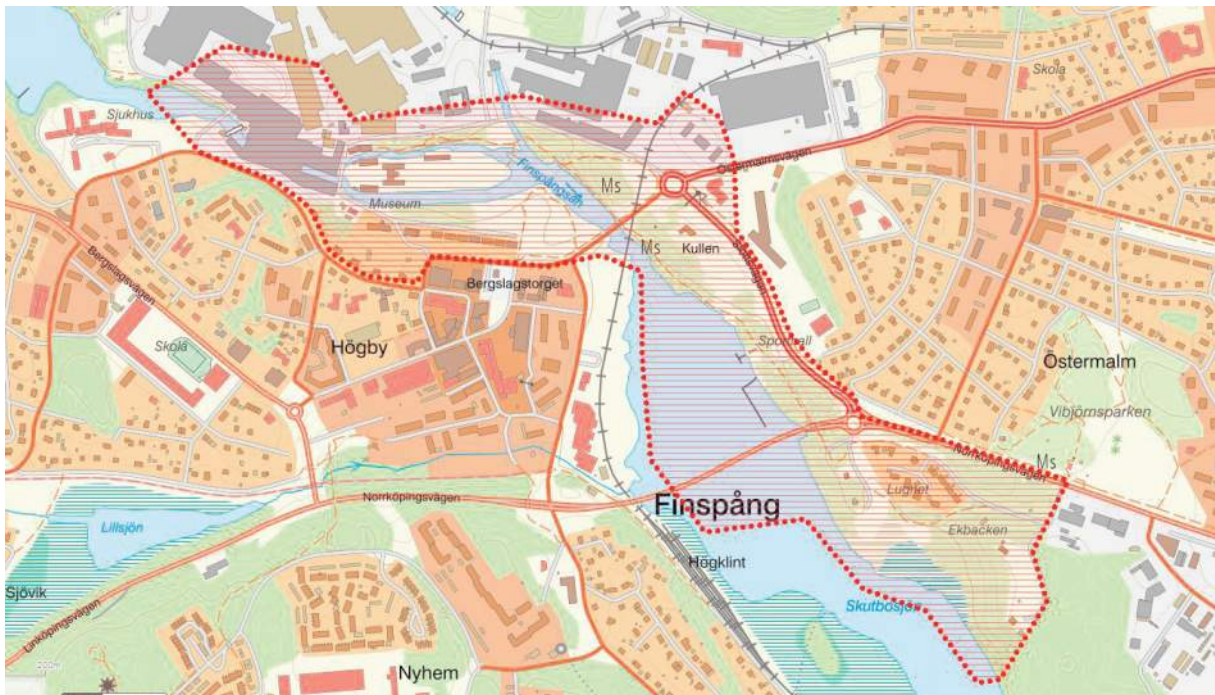 D
Skola
Sjukhus
Östermalmsvägen
Finspångsån
Ms
Museum
Ms
Kullen
Bergslagsvägen
Bergslagstorget
Skola
Högby
Sporthall
Östermalm
Vibjörnsparken
Ms
Norrköpingsvägen
Norrköpingsvägen
Lugnet
Finspång
Lillsjön
Ekbacken
Högklint
Sjövik
Skutbosjön
Linköpingsvägen
200m
Nyhem